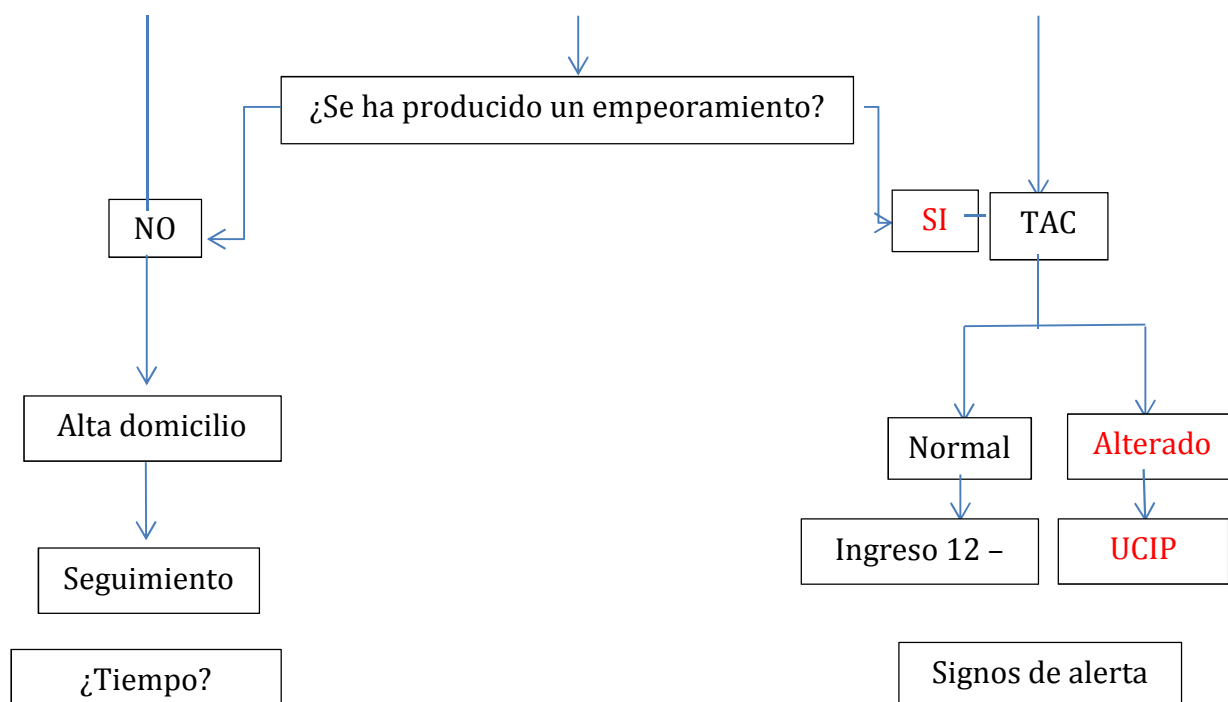 ¿Se ha producido un empeoramiento?
NO
SI
TAC
Alta domicilio
Normal
Alterado
Seguimiento
Ingreso 12 –
UCIP
¿Tiempo?
Signos de alerta